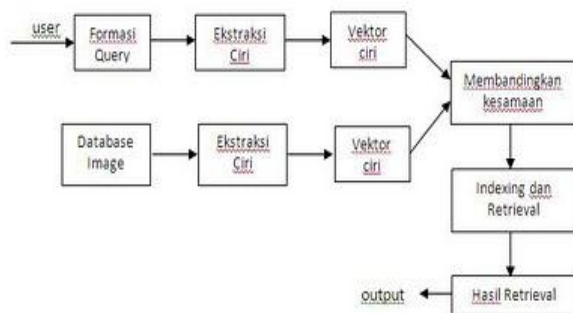 user
Formasi
Query
Ekstraksi
Ciri
Vektor
ciri
Membandingkan
kesamaan
Database
Image
Ekstraksi
Ciri
Vektor
ciri
Indexing dan
Retrieval
output
Hasil Retrieval